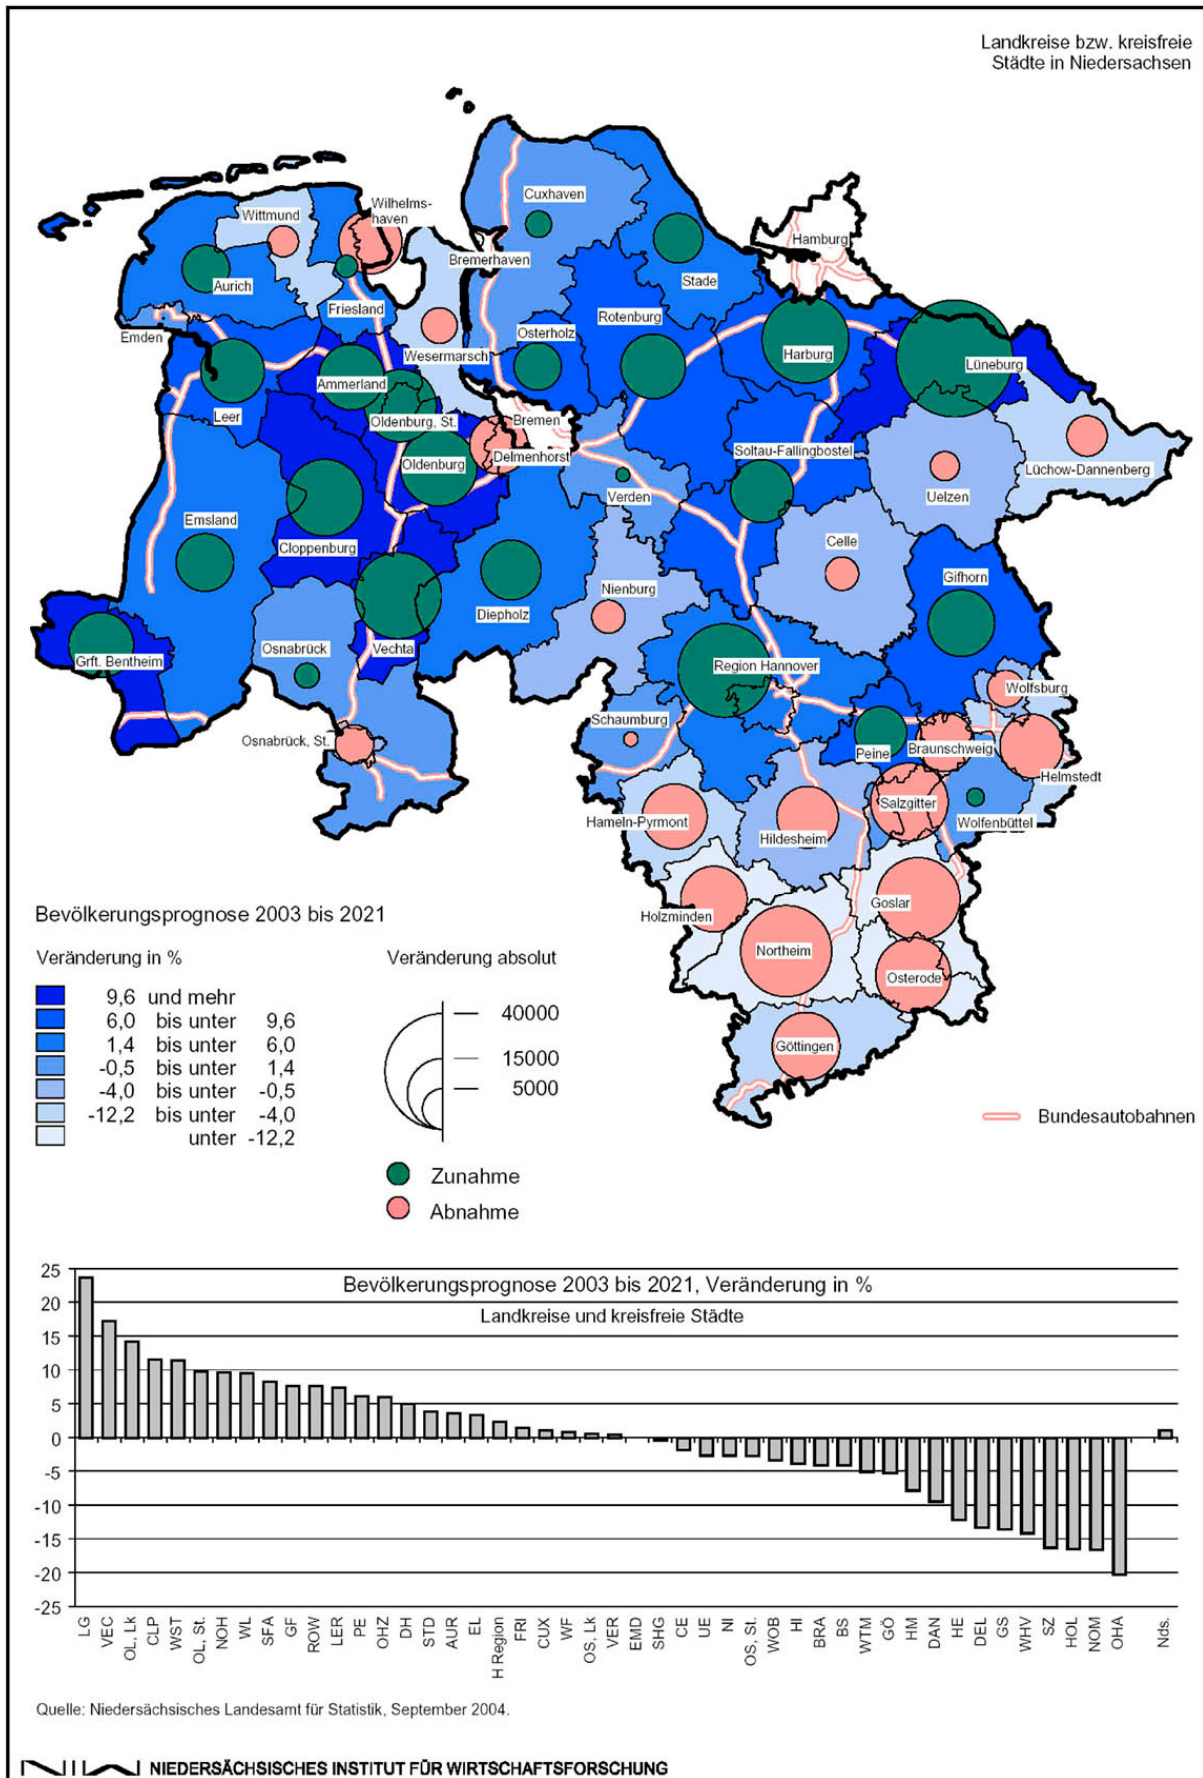 Landkreise bzw. kreisfreie
Städte in Niedersachsen
Wittmund
Wilhelms-
haven
Cuxhaven
Hamburg
Bremerhaven
Aurich
Stade
Friesland
Emden
Rotenburg
Osterholz
Wesermarsch
Harburg
Lüneburg
Ammerland
Leer
Oldenburg, St.
Bremen
Delmenhorst
Soltau-Fallingbostel
Oldenburg
Lüchow-Dannenberg
Verden
Uelzen
Emsland
Cloppenburg
Celle
Gifhorn
Nienburg
Diepholz
Vechta
Osnabrück
Grft. Bentheim
Region Hannover
Wolfsburg
Schaumburg
Osnabrück, St.
Peine
Braunschweig
Helmstedt
Salzgitter
Hameln-Pyrmont
Hildesheim
Wolfenbüttel
Goslar
Holzminden
Northeim
Osterode
Göttingen
Bevölkerungsprognose 2003 bis 2021
Veränderung in %
9,6 und mehr
6,0 bis unter 9,6
1,4 bis unter 6,0
-0,5 bis unter 1,4
-4,0 bis unter -0,5
-12,2 bis unter -4,0
unter -12,2
Veränderung absolut
40000
15000
5000
Zunahme
Abnahme
Bundesautobahnen
Bevölkerungsprognose 2003 bis 2021, Veränderung in %
Landkreise und kreisfreie Städte
25
20
15
10
5
0
-5
-10
-15
-20
-25
LG VEC OL, Lk CLP WST OL, St. NOH WL SFA GF ROW LER PE OHZ DH STD AUR EL H Region FRI CUX WF OS, Lk VER EMD SHG CE UE NI OS, St. WOB HI BRA BS WTM GÖ HM DAN HE DEL GS WHV SZ HOL NOM OHA Nds.
Quelle: Niedersächsisches Landesamt für Statistik, September 2004.
NIW NIEDERSÄCHSISCHES INSTITUT FÜR WIRTSCHAFTSFORSCHUNG